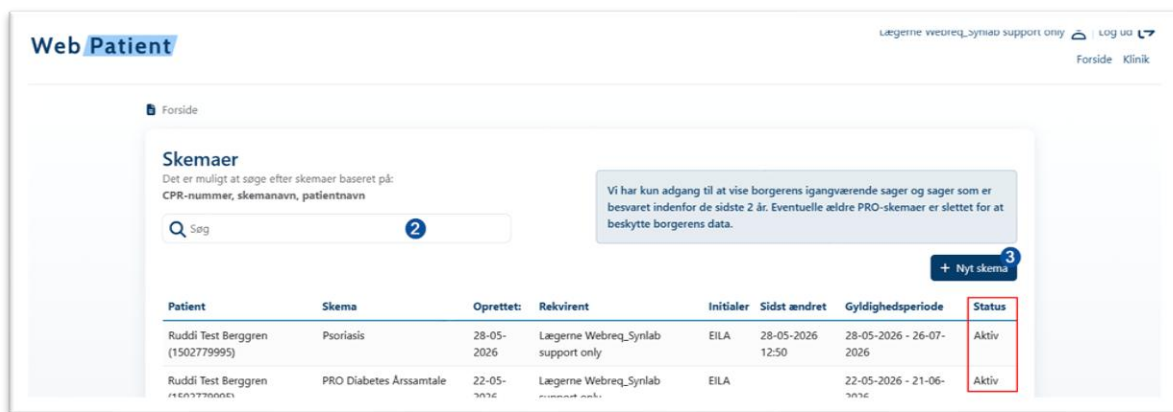 Lægerne Webreq_Synlab support only | Log ud
Web Patient
Forside Klinik
Forside
Skemaer
Det er muligt at søge efter skemaer baseret på:
CPR-nummer, skemanavn, patientnavn
Vi har kun adgang til at vise borgerens igangværende sager og sager som er
besvaret indenfor de sidste 2 år. Eventuelle ældre PRO-skemaer er slettet for at
beskytte borgerens data.
Søg 2
3
+ Nyt skema
Patient Skema Oprettet: Rekvirent Initialer Sidst ændret Gyldighedsperiode Status
Ruddi Test Berggren Psoriasis 28-05- Lægerne Webreq_Synlab EILA 28-05-2026 28-05-2026 - 26-07- Aktiv
(1502779995) 2026 support only 12:50 2026
Ruddi Test Berggren PRO Diabetes Årssamtale 22-05- Lægerne Webreq_Synlab EILA 22-05-2026 - 21-06- Aktiv
(1502779995) 2026 support only 2026